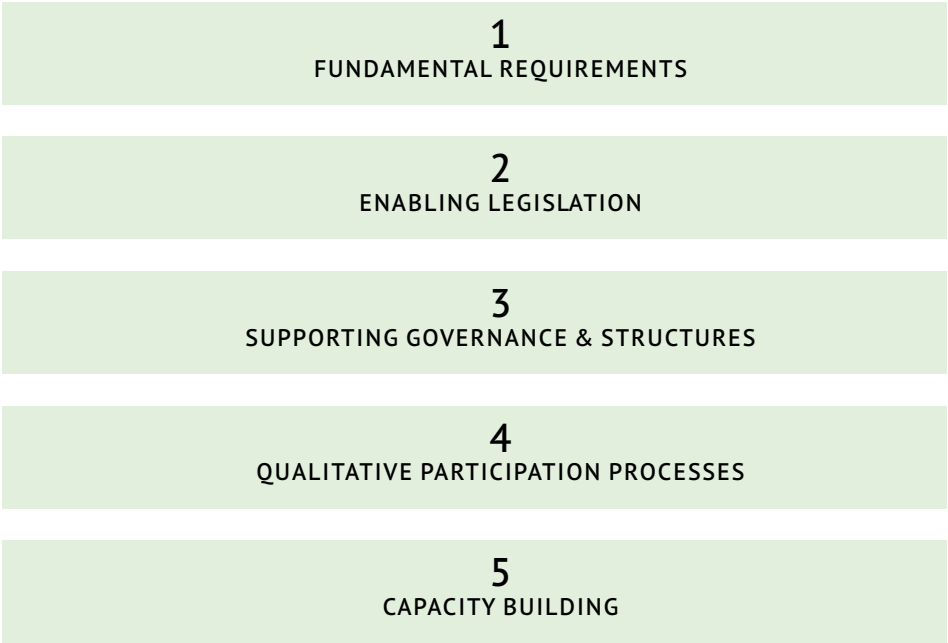 1
FUNDAMENTAL REQUIREMENTS
2
ENABLING LEGISLATION
3
SUPPORTING GOVERNANCE & STRUCTURES
4
QUALITATIVE PARTICIPATION PROCESSES
5
CAPACITY BUILDING